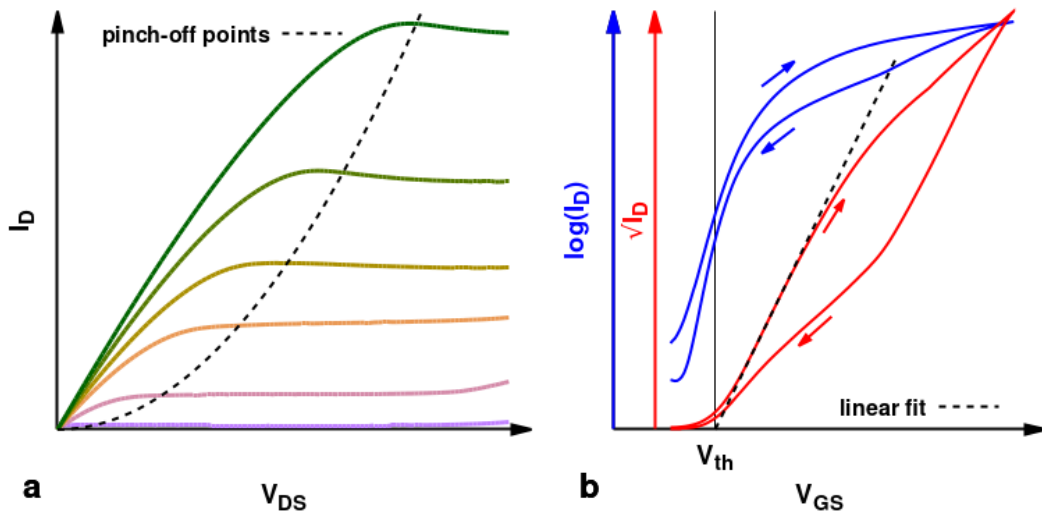 pinch-off points
I_D
V_DS
a
log(I_D)
√I_D
linear fit
V_th
V_GS
b